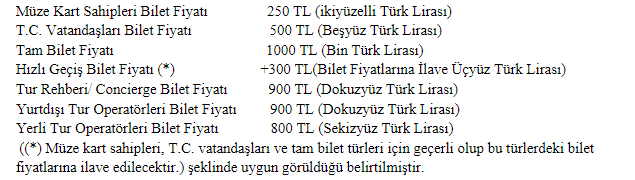 Müze Kart Sahipleri Bilet Fiyatı 250 TL (ikiyüzelli Türk Lirası)
T.C. Vatandaşları Bilet Fiyatı 500 TL (Beşyüz Türk Lirası)
Tam Bilet Fiyatı 1000 TL (Bin Türk Lirası)
Hızlı Geçiş Bilet Fiyatı (*) +300 TL(Bilet Fiyatlarına İlave Üçyüz Türk Lirası)
Tur Rehberi/ Concierge Bilet Fiyatı 900 TL (Dokuzyüz Türk Lirası)
Yurtdışı Tur Operatörleri Bilet Fiyatı 900 TL (Dokuzyüz Türk Lirası)
Yerli Tur Operatörleri Bilet Fiyatı 800 TL (Sekizyüz Türk Lirası)
((*) Müze kart sahipleri, T.C. vatandaşları ve tam bilet türleri için geçerli olup bu türlerdeki bilet
fiyatlarına ilave edilecektir.) şeklinde uygun görüldüğü belirtilmiştir.